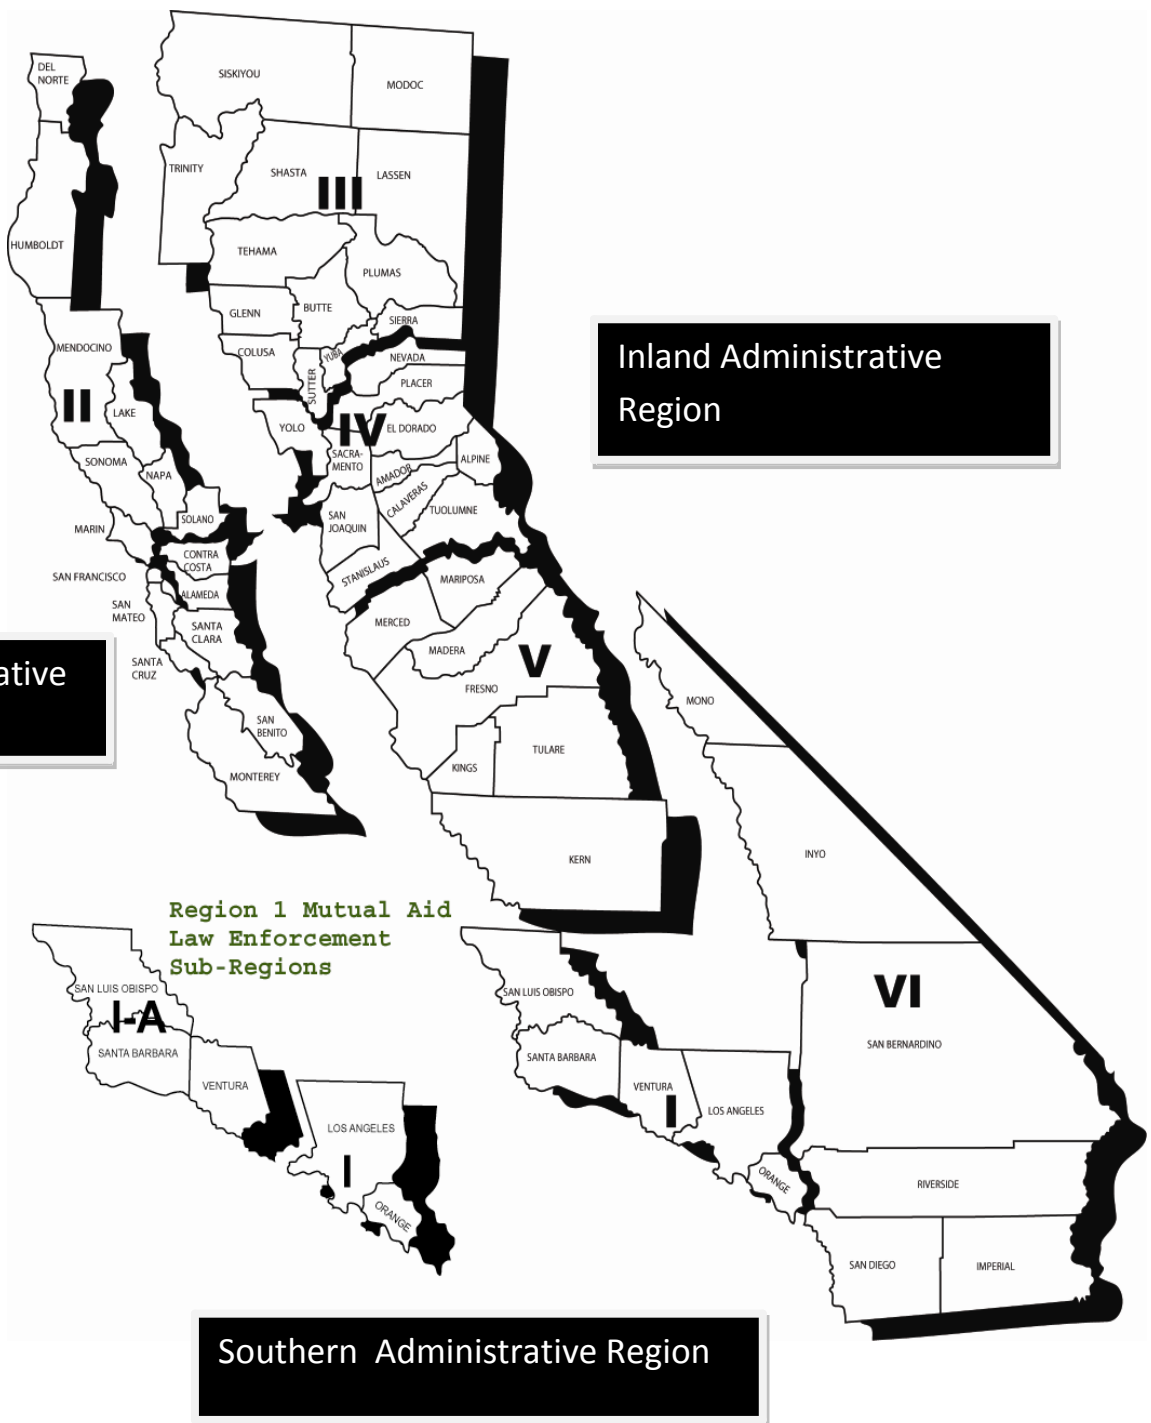 DEL
NORTE
SISKIYOU
MODOC
HUMBOLDT
TRINITY
SHASTA
III
LASSEN
TEHAMA
PLUMAS
GLENN
BUTTE
SIERRA
COLUSA
SUTTER
YUBA
NEVADA
PLACER
MENDOCINO
II
LAKE
SONOMA
NAPA
YOLO
IV
EL DORADO
SACRA-
MENTO
AMADOR
ALPINE
CALAVERAS
TUOLUMNE
SOLANO
MARIN
SAN
JOAQUIN
CONTRA
COSTA
STANISLAUS
SAN FRANCISCO
ALAMEDA
MARIPOSA
SAN
MATEO
SANTA
CLARA
MERCED
MADERA
V
SANTA
CRUZ
FRESNO
SAN
BENITO
MONTEREY
KINGS
TULARE
KERN
MONO
INYO
Inland Administrative
Region
ative
Region 1 Mutual Aid
Law Enforcement
Sub-Regions
SAN LUIS OBISPO
I-A
SANTA BARBARA
VENTURA
LOS ANGELES
I
ORANGE
SAN LUIS OBISPO
SANTA BARBARA
VENTURA
I
LOS ANGELES
ORANGE
VI
SAN BERNARDINO
RIVERSIDE
SAN DIEGO
IMPERIAL
Southern Administrative Region